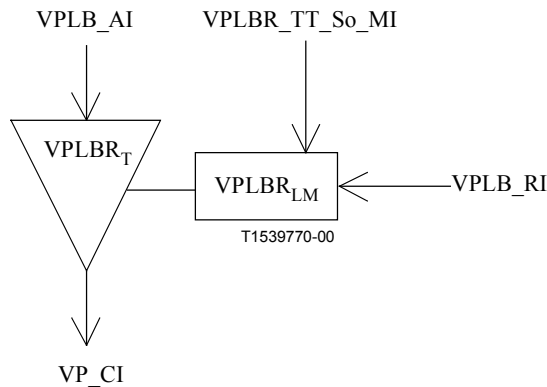 VPLB_AI
VPLBR_TT_So_MI
VPLBR_T
VPLBR_LM
VPLB_RI
T1539770-00
VP_CI